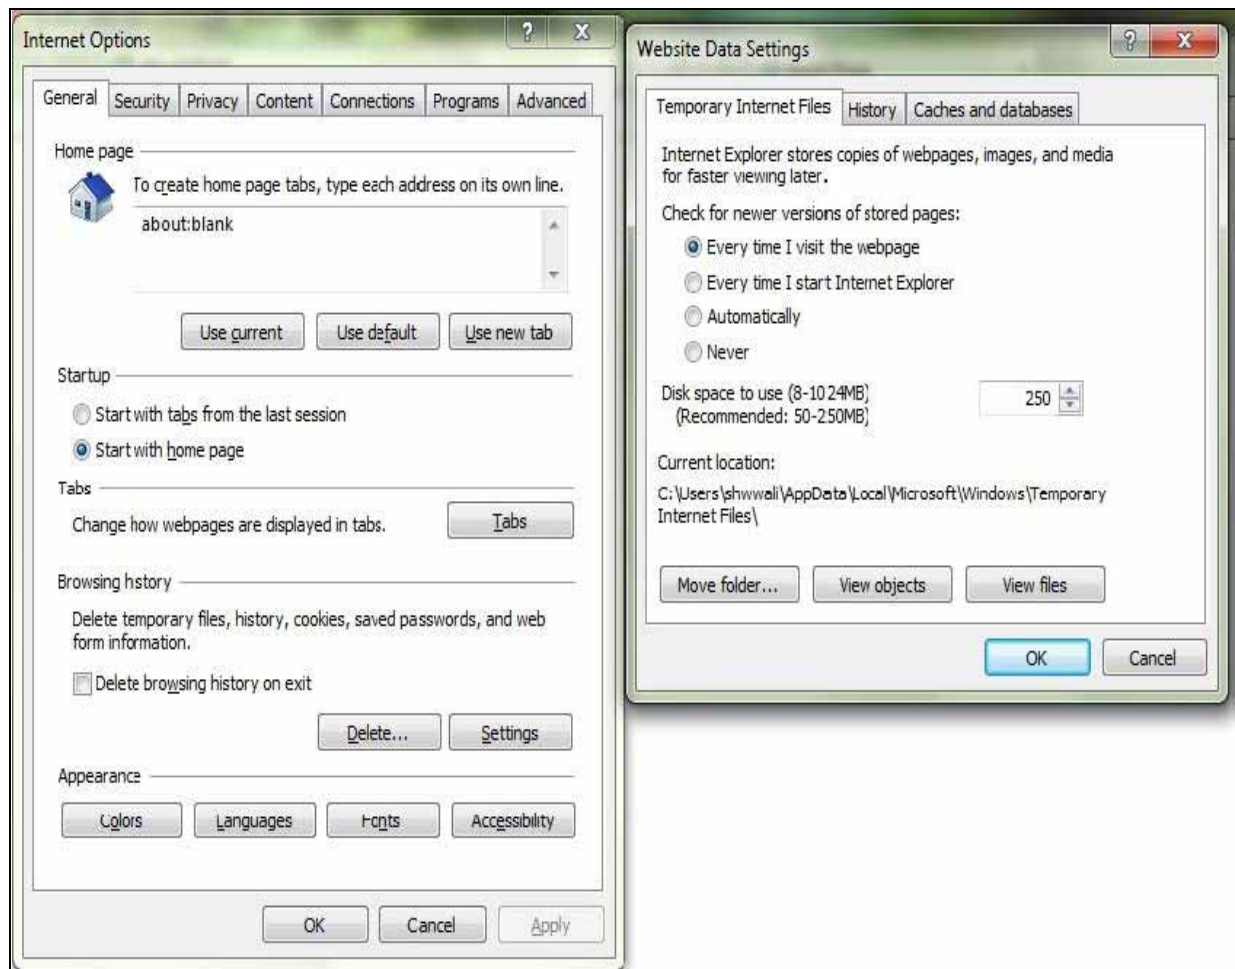 Internet Options
General Security Privacy Content Connections Programs Advanced
Home page
To create home page tabs, type each address on its own line.
about:blank
Use current Use default Use new tab
Startup
Start with tabs from the last session
Start with home page
Tabs
Change how webpages are displayed in tabs.
Tabs
Browsing hstory
Delete temporary files, history, cookies, saved passwords, and web
form information.
Delete browsing history on exit
Delete... Settings
Appearance
Colors Languages Fonts Accessibility
OK Cancel Apply
Website Data Settings
Temporary Internet Files History Caches and databases
Internet Explorer stores copies of webpages, images, and media
for faster viewing later.
Check for newer versions of stored pages:
Every time I visit the webpage
Every time I start Internet Explorer
Automatically
Never
Disk space to use (8-1024MB)
(Recommended: 50-250MB)
250
Current location:
C:\Users\shwwali\AppData\Local\Microsoft\Windows\Temporary
Internet Files\
Move folder... View objects View files
OK Cancel